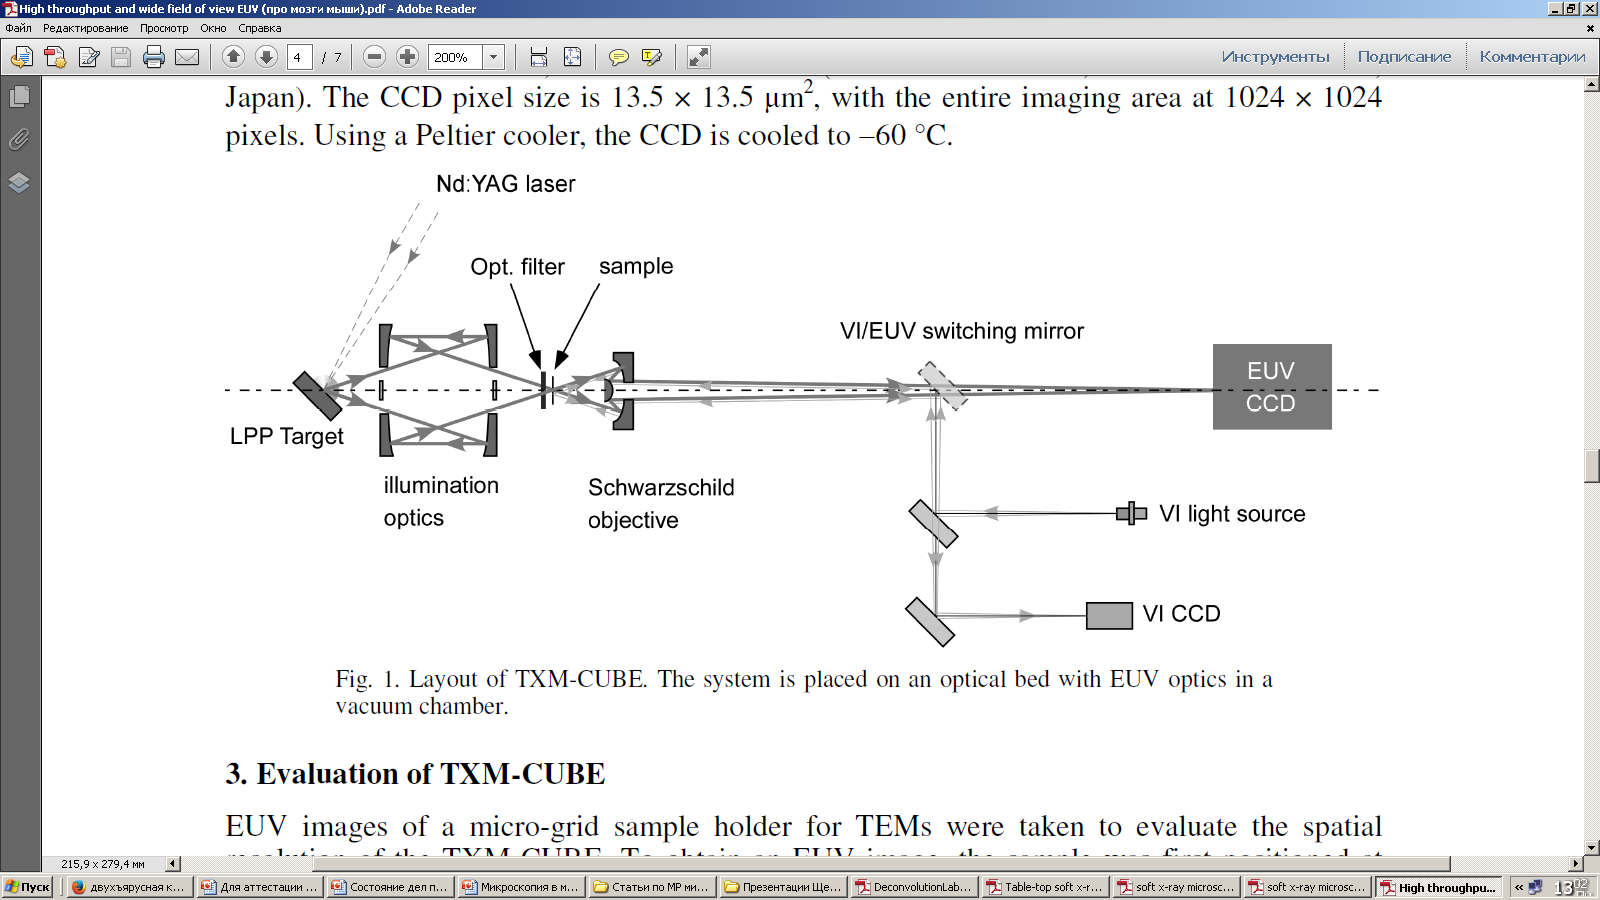 High throughput and wide field of view EUV (про мозги мыши).pdf - Adobe Reader
Файл Редактирование Просмотр Окно Справка
4 / 7 200% Инструменты Подписание Комментарии
Japan). The CCD pixel size is 13.5 × 13.5 μm², with the entire imaging area at 1024 × 1024
pixels. Using a Peltier cooler, the CCD is cooled to –60 °C.
Nd:YAG laser
Opt. filter sample
VI/EUV switching mirror
EUV
CCD
LPP Target
illumination
optics
Schwarzschild
objective
VI light source
VI CCD
Fig. 1. Layout of TXM-CUBE. The system is placed on an optical bed with EUV optics in a
vacuum chamber.
3. Evaluation of TXM-CUBE
EUV images of a micro-grid sample holder for TEMs were taken to evaluate the spatial
215,9 x 279,4 мм
Пуск двухъярусная к... Для аттестации ... Состояние дел п... Микроскопия в м... Статьи по МР ми... Презентации Ще... DeconvolutionLab... Table-top soft x-r... soft x-ray microsc... soft x-ray microsc... High throughpu... « 13:02